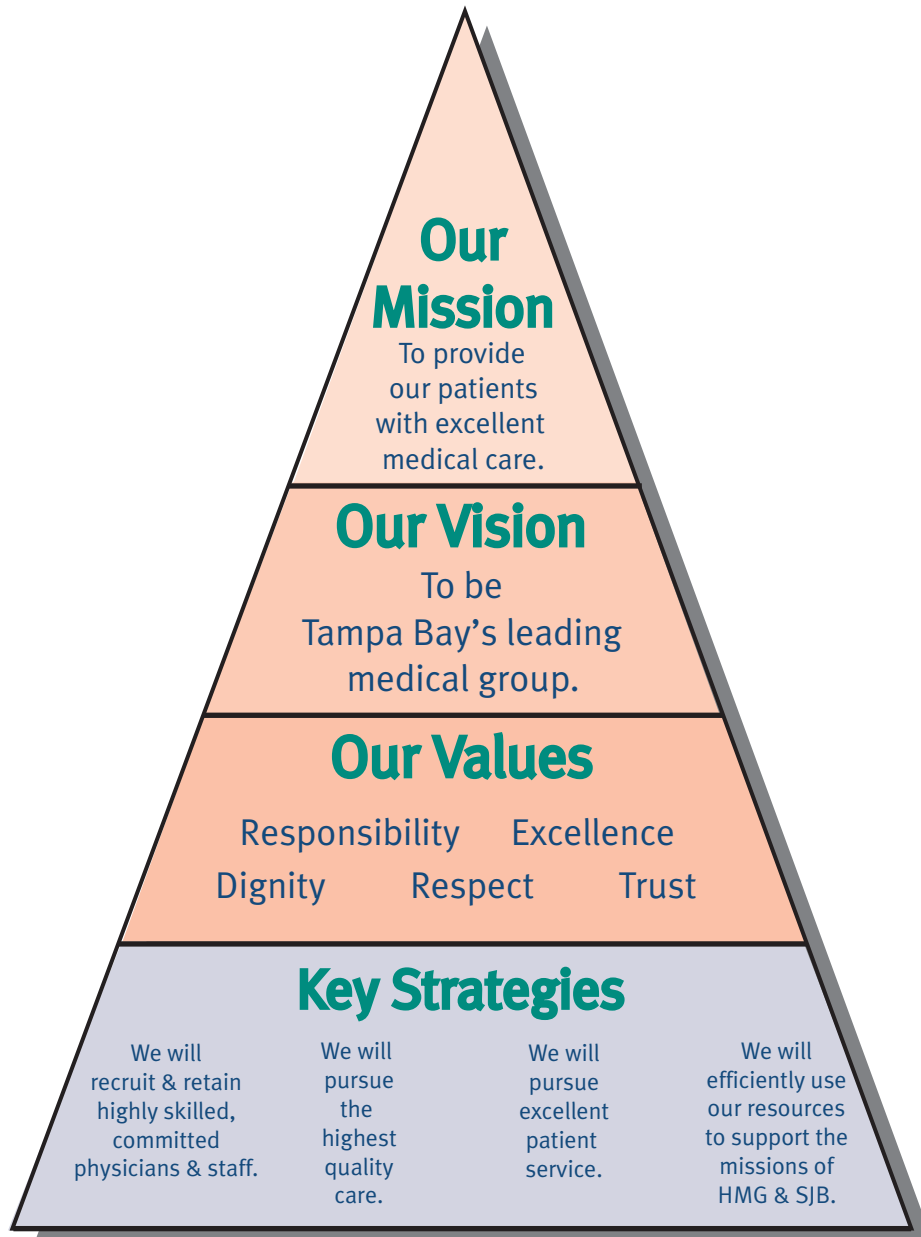 Our
Mission
To provide
our patients
with excellent
medical care.
Our Vision
To be
Tampa Bay’s leading
medical group.
Our Values
Responsibility Excellence
Dignity Respect Trust
Key Strategies
We will
recruit & retain
highly skilled,
committed
physicians & staff.
We will
pursue
the
highest
quality
care.
We will
pursue
excellent
patient
service.
We will
efficiently use
our resources
to support the
missions of
HMG & SJB.